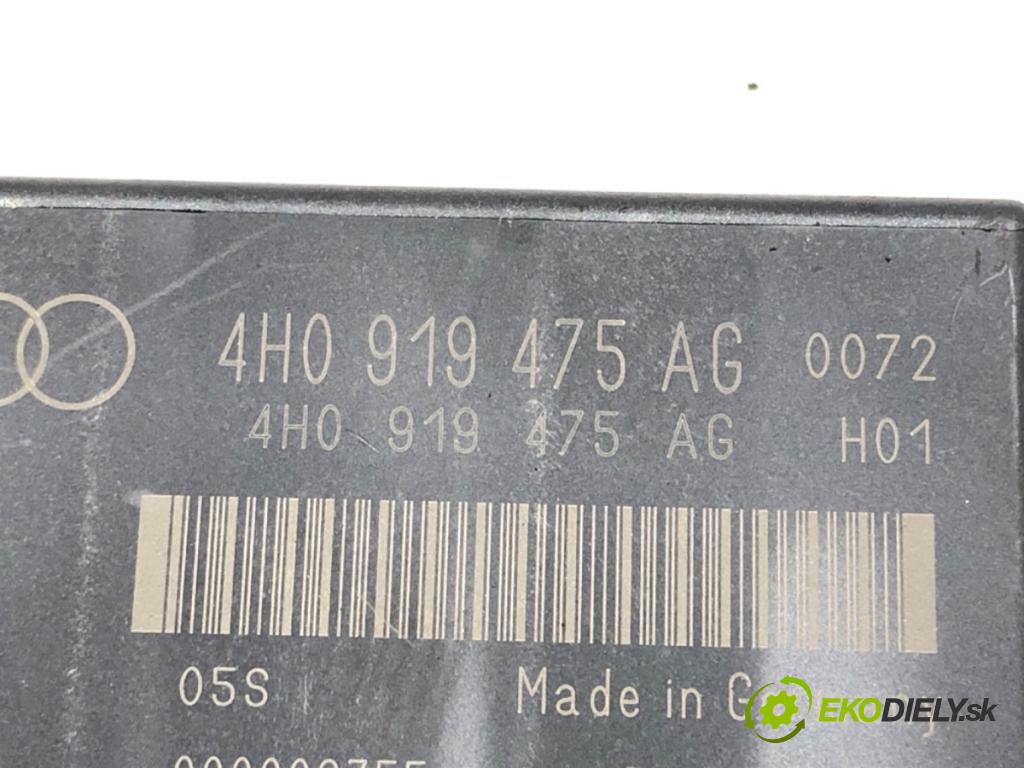 4H0 919 475 AG 0072
4H0 919 475 AG H01
05S Made in
EKODIELY.sk